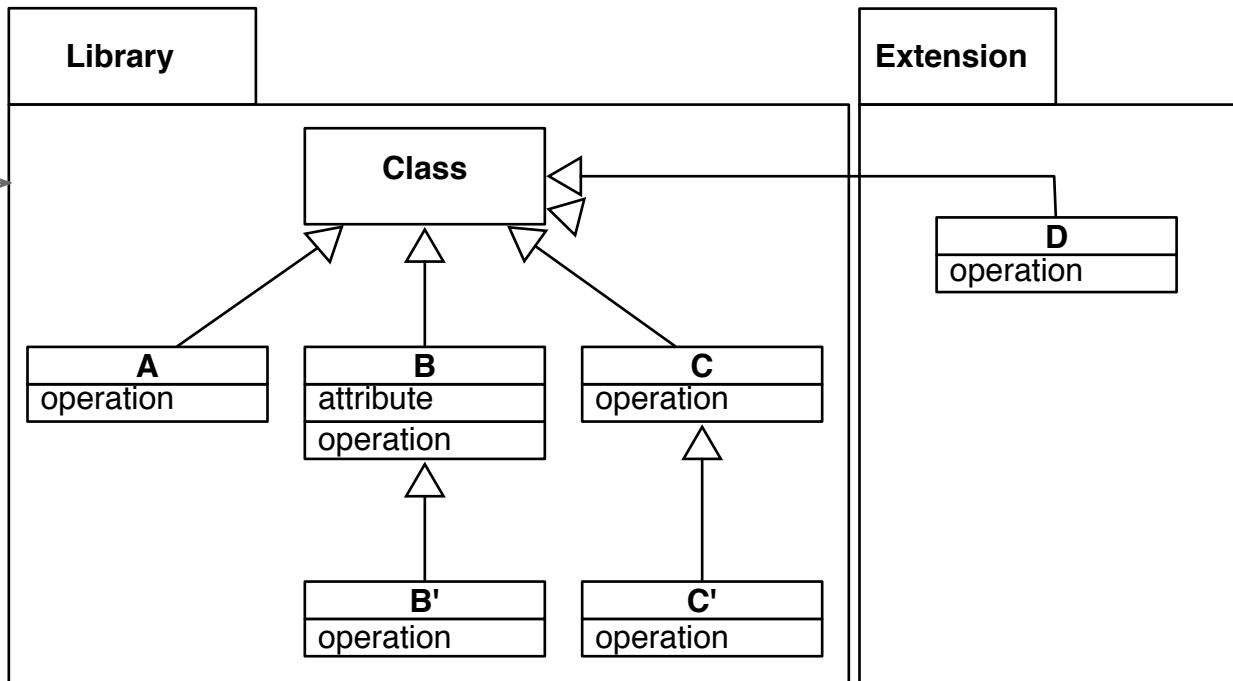 Library
Extension
Class
D
operation
A
operation
B
attribute
operation
C
operation
B'
operation
C'
operation